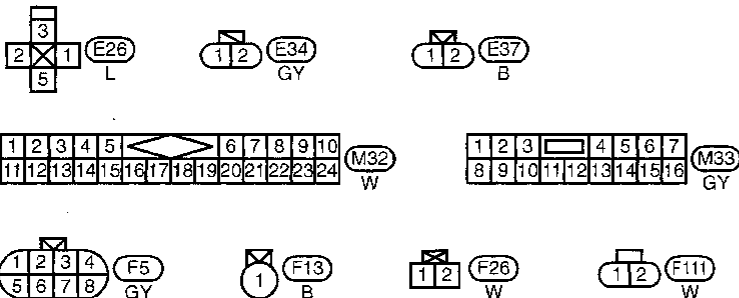 3
2 1 E26
5 L
1 2 E34
GY
1 2 E37
B
1 2 3 4 5 6 7 8 9 10
11 12 13 14 15 16 17 18 19 20 21 22 23 24 M32
W
1 2 3 4 5 6 7
8 9 10 11 12 13 14 15 16 M33
GY
1 2 3 4
5 6 7 8 F5
GY
1 F13
B
1 2 F26
W
1 2 F111
W